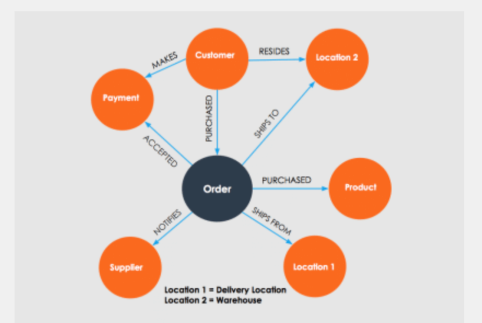 Customer
RESIDES
Location 2
MAKES
Payment
PURCHASED
SHIPS TO
ACCEPTED
Order
PURCHASED
Product
NOTIFIES
SHIPS FROM
Supplier
Location 1
Location 1 = Delivery Location
Location 2 = Warehouse